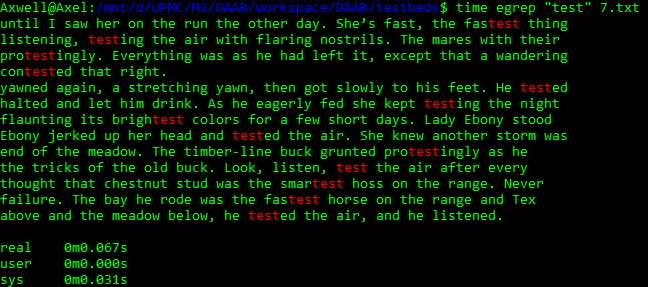 Axwell@Axel:/mnt/d/UPMC/M2/DAAR/workspace/DAAR/testbeds$ time egrep "test" 7.txt
until I saw her on the run the other day. She’s fast, the fastest thing
listening, testing the air with flaring nostrils. The mares with their
protestingly. Everything was as he had left it, except that a wandering
contested that right.
yawned again, a stretching yawn, then got slowly to his feet. He tested
halted and let him drink. As he eagerly fed she kept testing the night
flaunting its brightest colors for a few short days. Lady Ebony stood
Ebony jerked up her head and tested the air. She knew another storm was
end of the meadow. The timber-line buck grunted protestingly as he
the tricks of the old buck. Look, listen, test the air after every
thought that chestnut stud was the smartest hoss on the range. Never
failure. The bay he rode was the fastest horse on the range and Tex
above and the meadow below, he tested the air, and he listened.
real 0m0.067s
user 0m0.000s
sys 0m0.031s